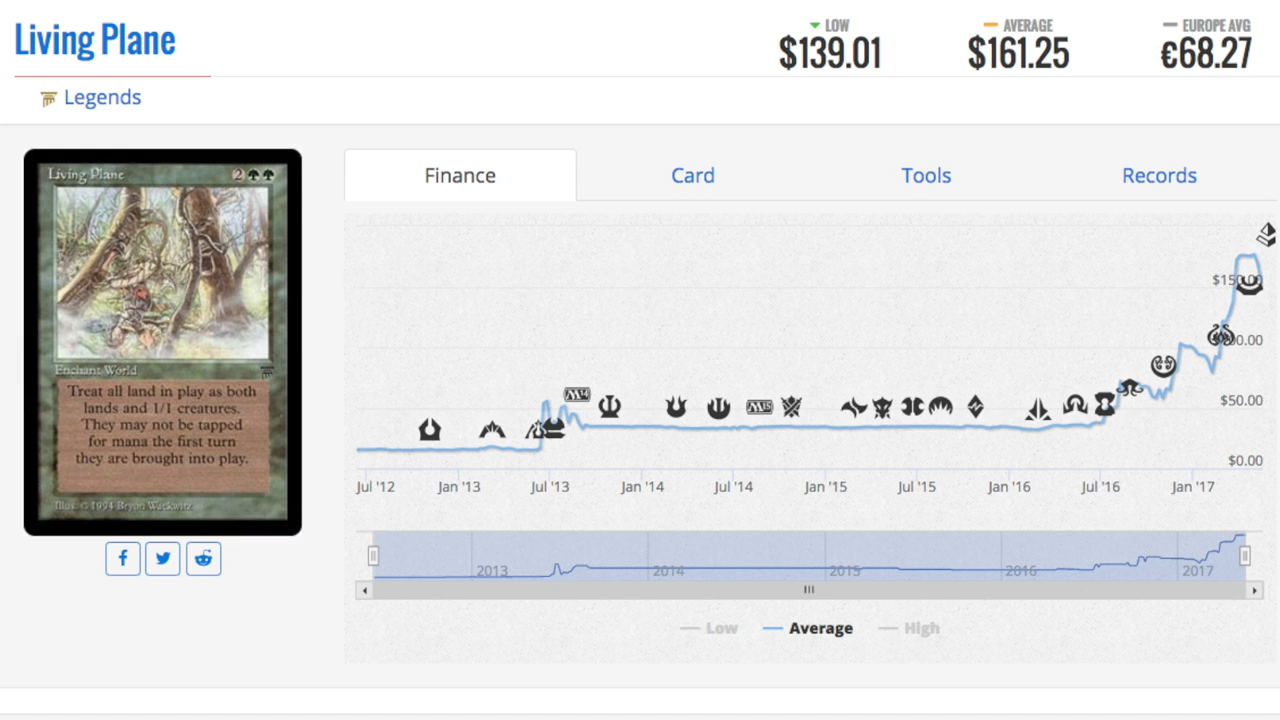 Living Plane
LOW
$139.01
AVERAGE
$161.25
EUROPE AVG
€68.27
Legends
Living Plane 2
Enchant World
Treat all land in play as both
lands and 1/1 creatures.
They may not be tapped
for mana the first turn
they are brought into play.
Illus. © 1994 Bryon Wackwitz
Finance
Card
Tools
Records
$150.00
$50.00
$0.00
M14
M15
Jul '12
Jan '13
Jul '13
Jan '14
Jul '14
Jan '15
Jul '15
Jan '16
Jul '16
Jan '17
2013
2014
2015
2016
2017
Low
Average
High